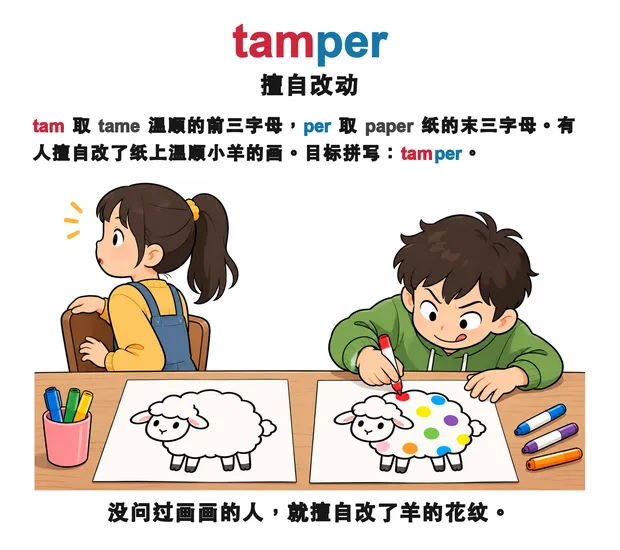 tamper
擅自改动
tam 取 tame 温顺的前三字母，per 取 paper 纸的末三字母。有
人擅自改了纸上温顺小羊的画。目标拼写：tamper。
没问过画画的人，就擅自改了羊的花纹。